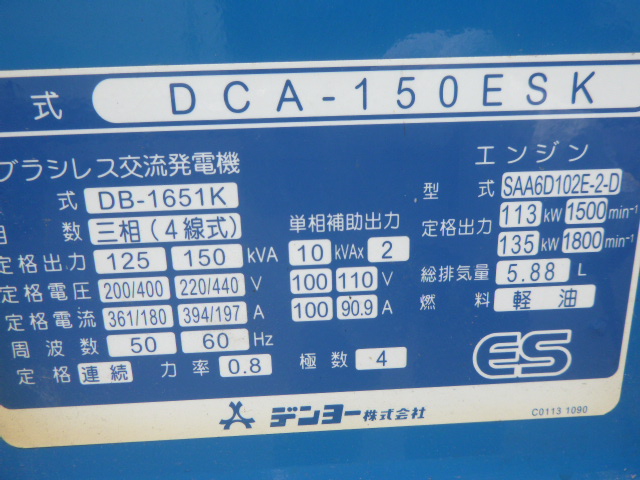 式 DCA-150ESK
ブラシレス交流発電機
式 DB-1651K
数 三相(4線式)
定格出力 125 150 kVA
定格電圧 200/400 220/440 V
定格電流 361/180 394/197 A
周波数 50 60 Hz
定格 連続 力率 0.8 極数 4
単相補助出力
10 kVAx 2
100 110 V
100 90.9 A
エンジン
型式 SAA6D102E-2-D
定格出力 113 kW 1500 min-1
135 kW 1800 min-1
総排気量 5.88 L
燃料 軽油
ES
デンヨー株式会社
C0113 1090